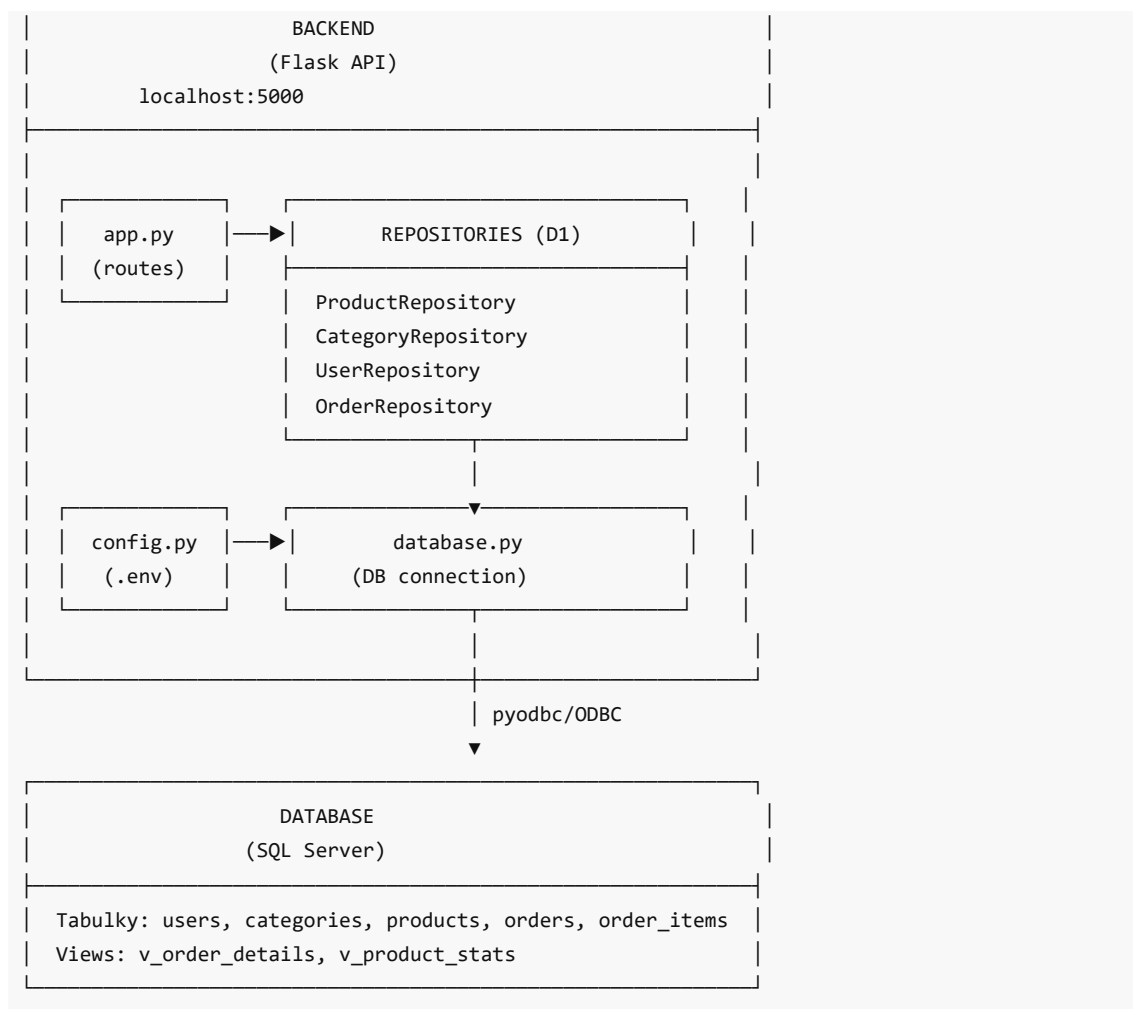 BACKEND
(Flask API)
localhost:5000
app.py
REPOSITORIES (D1)
(routes)
ProductRepository
CategoryRepository
UserRepository
OrderRepository
config.py
database.py
(.env)
(DB connection)
pyodbc/ODBC
DATABASE
(SQL Server)
Tabulky: users, categories, products, orders, order_items
Views: v_order_details, v_product_stats